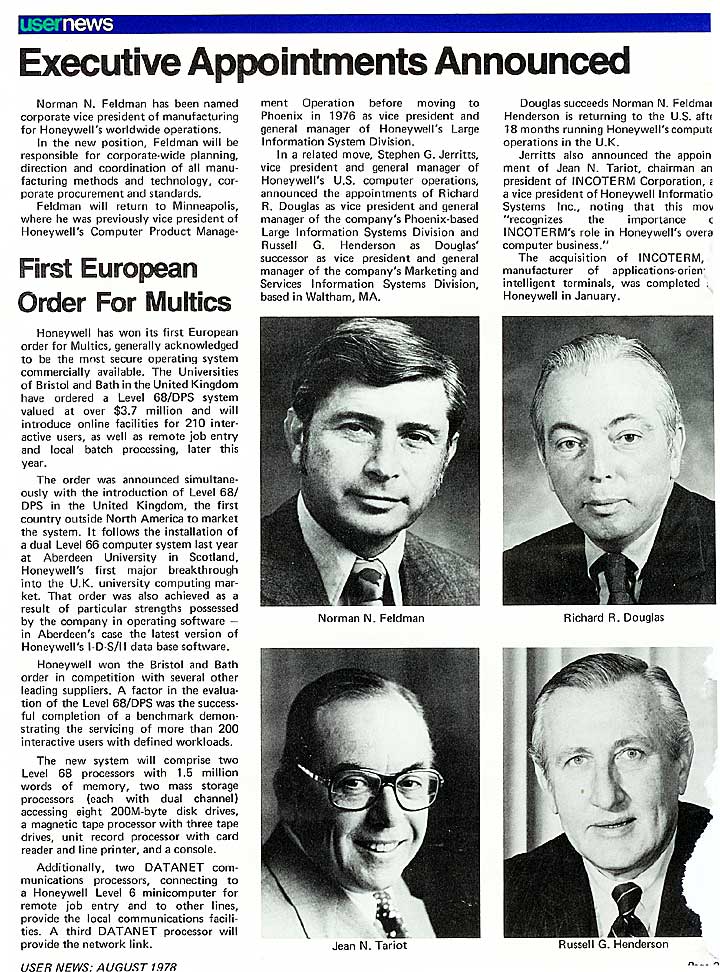 usernews
Executive Appointments Announced
Norman N. Feldman has been named
corporate vice president of manufacturing
for Honeywell's worldwide operations.
In the new position, Feldman will be
responsible for corporate-wide planning,
direction and coordination of all manu-
facturing methods and technology, cor-
porate procurement and standards.
Feldman will return to Minneapolis,
where he was previously vice president of
Honeywell's Computer Product Manage-
ment Operation before moving to
Phoenix in 1976 as vice president and
general manager of Honeywell's Large
Information System Division.
In a related move, Stephen G. Jerritts,
vice president and general manager of
Honeywell's U.S. computer operations,
announced the appointments of Richard
R. Douglas as vice president and general
manager of the company's Phoenix-based
Large Information Systems Division and
Russell G. Henderson as Douglas'
successor as vice president and general
manager of the company's Marketing and
Services Information Systems Division,
based in Waltham, MA.
Douglas succeeds Norman N. Feldma
Henderson is returning to the U.S. aft
18 months running Honeywell's compute
operations in the U.K.
Jerritts also announced the appoin
ment of Jean N. Tariot, chairman an
president of INCOTERM Corporation,
a vice president of Honeywell Informatio
Systems Inc., noting that this mov
"recognizes the importance
INCOTERM's role in Honeywell's overa
computer business."
The acquisition of INCOTERM,
manufacturer of applications-orien
intelligent terminals, was completed
Honeywell in January.
First European
Order For Multics
Honeywell has won its first European
order for Multics, generally acknowledged
to be the most secure operating system
commercially available. The Universities
of Bristol and Bath in the United Kingdom
have ordered a Level 68/DPS system
valued at over $3.7 million and will
introduce online facilities for 210 inter-
active users, as well as remote job entry
and local batch processing, later this
year.
The order was announced simultane-
ously with the introduction of Level 68/
DPS in the United Kingdom, the first
country outside North America to market
the system. It follows the installation of
a dual Level 66 computer system last year
at Aberdeen University in Scotland,
Honeywell's first major breakthrough
into the U.K. university computing mar-
ket. That order was also achieved as a
result of particular strengths possessed
by the company in operating software —
in Aberdeen's case the latest version of
Honeywell's I-D-S/II data base software.
Honeywell won the Bristol and Bath
order in competition with several other
leading suppliers. A factor in the evalua-
tion of the Level 68/DPS was the success-
ful completion of a benchmark demon-
strating the servicing of more than 200
interactive users with defined workloads.
The new system will comprise two
Level 68 processors with 1.5 million
words of memory, two mass storage
processors (each with dual channel)
accessing eight 200M-byte disk drives,
a magnetic tape processor with three tape
drives, unit record processor with card
reader and line printer, and a console.
Additionally, two DATANET com-
munications processors, connecting to
a Honeywell Level 6 minicomputer for
remote job entry and to other lines,
provide the local communications facili-
ties. A third DATANET processor will
provide the network link.
Norman N. Feldman
Richard R. Douglas
Jean N. Tariot
Russell G. Henderson
USER NEWS: AUGUST 1978